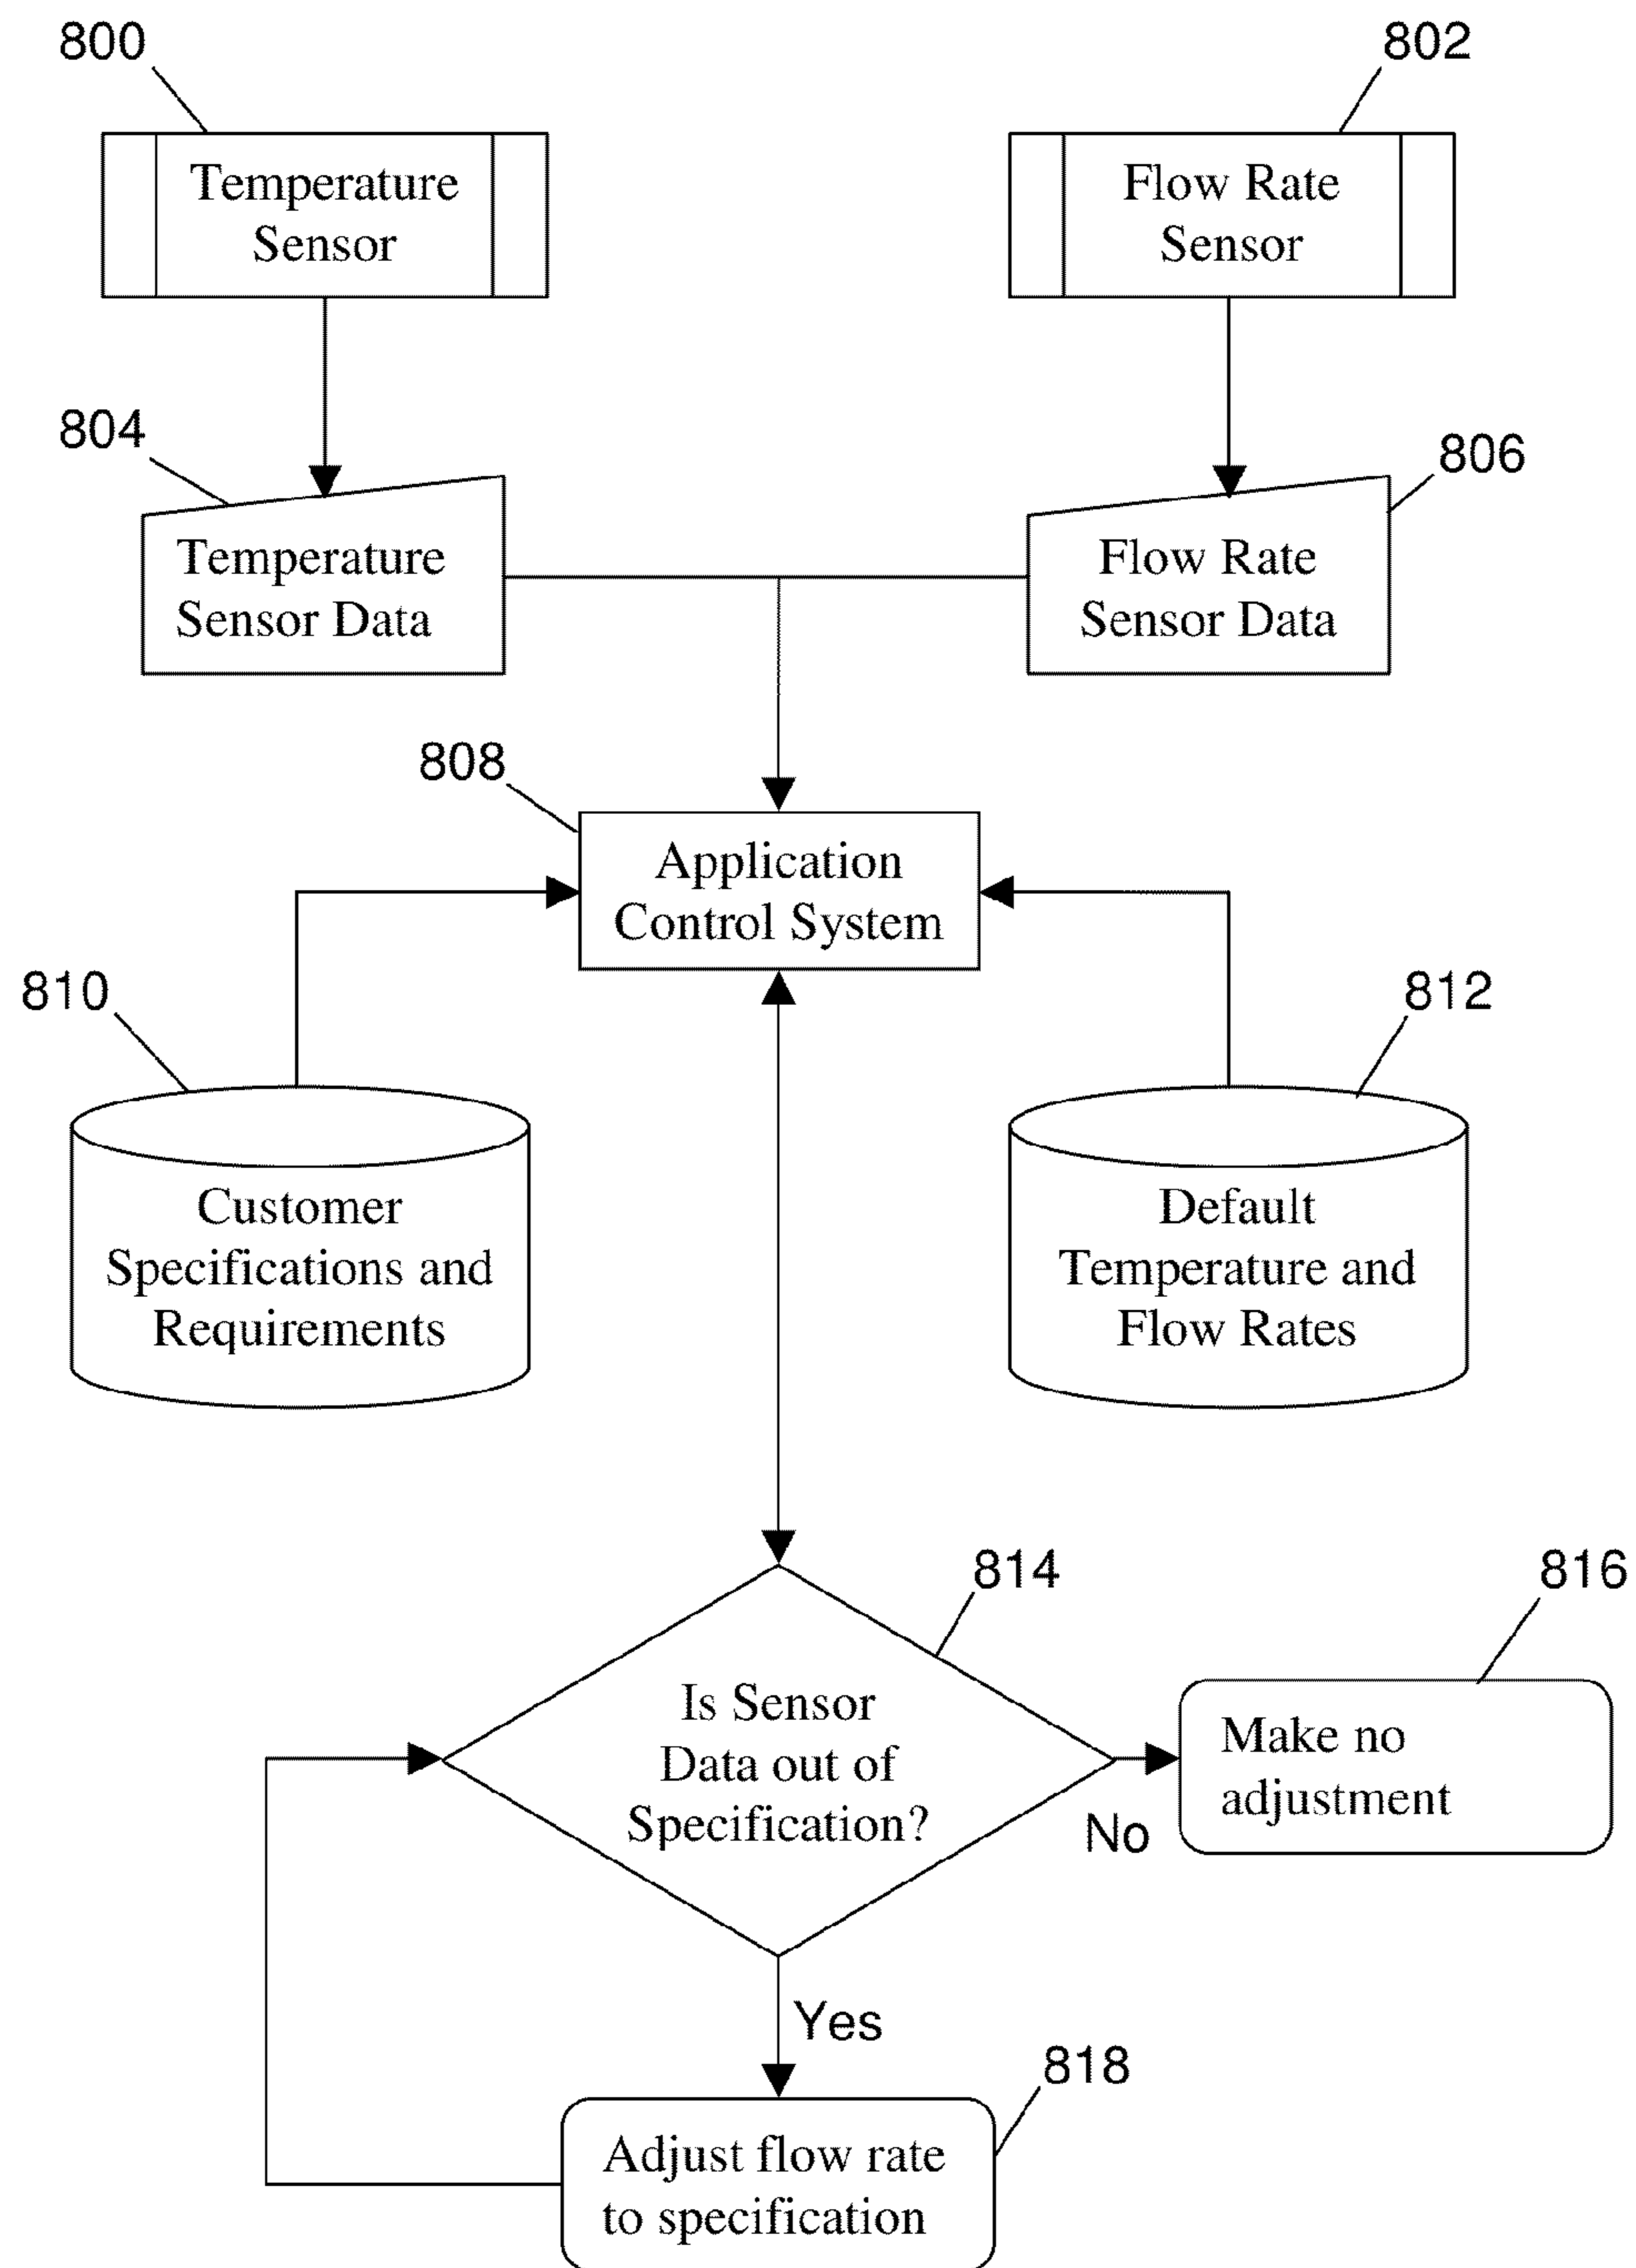 800
802
Temperature
Sensor
Flow Rate
Sensor
804
806
Temperature
Sensor Data
Flow Rate
Sensor Data
808
Application
Control System
810
812
Customer
Specifications and
Requirements
Default
Temperature and
Flow Rates
814
816
Is Sensor
Data out of
Specification?
Make no
adjustment
No
Yes
818
Adjust flow rate
to specification